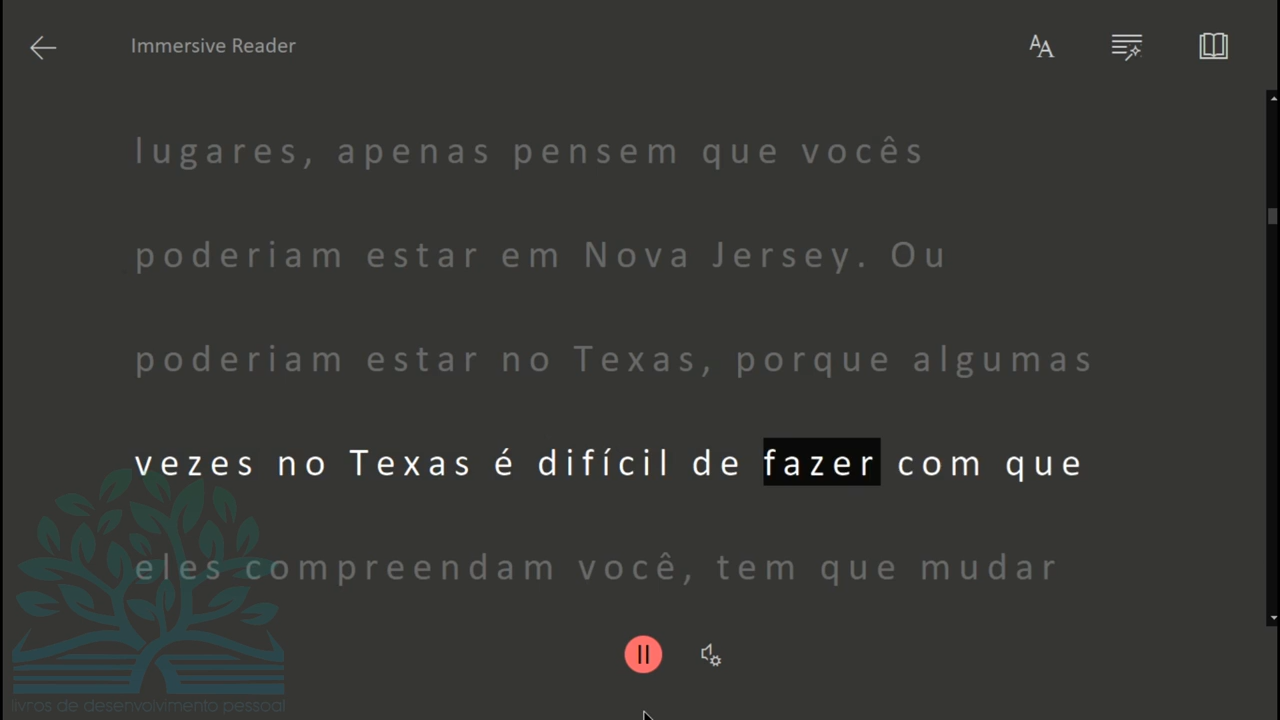 Immersive Reader
lugares, apenas pensem que vocês
poderiam estar em Nova Jersey. Ou
poderiam estar no Texas, porque algumas
vezes no Texas é difícil de fazer com que
eles compreendam você, tem que mudar
livros de desenvolvimento pessoal